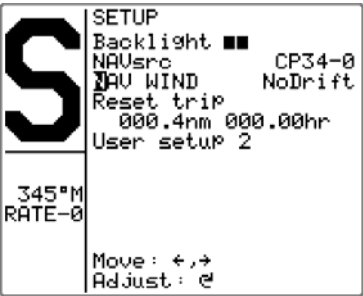 S
SETUP
Backlight ■■
NAVsrc CP34-0
NAV WIND NoDrift
Reset trip
000.4nm 000.00hr
User setup 2
345°M
RATE-0
Move: ←,→
Adjust: ↻